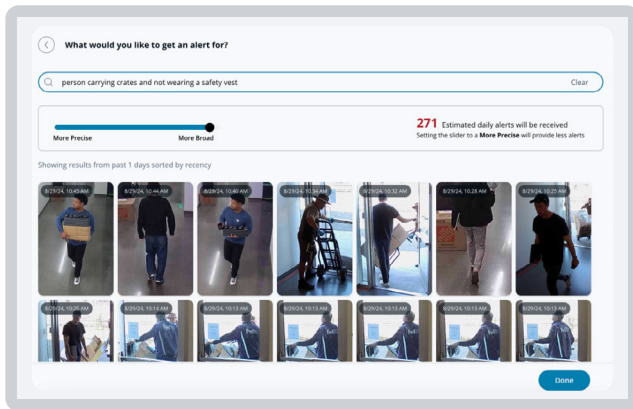 What would you like to get an alert for?
person carrying crates and not wearing a safety vest
Clear
271 Estimated daily alerts will be received
Setting the slider to a More Precise will provide less alerts
More Precise
More Broad
Showing results from past 1 days sorted by recency
8/29/24, 10:45 AM
8/29/24, 10:44 AM
8/29/24, 10:40 AM
8/29/24, 10:34 AM
8/29/24, 10:32 AM
8/29/24, 10:28 AM
8/29/24, 10:25 AM
8/29/24, 10:14 AM
8/29/24, 10:13 AM
8/29/24, 10:13 AM
8/29/24, 10:13 AM
8/29/24, 10:13 AM
8/29/24, 10:13 AM
Done